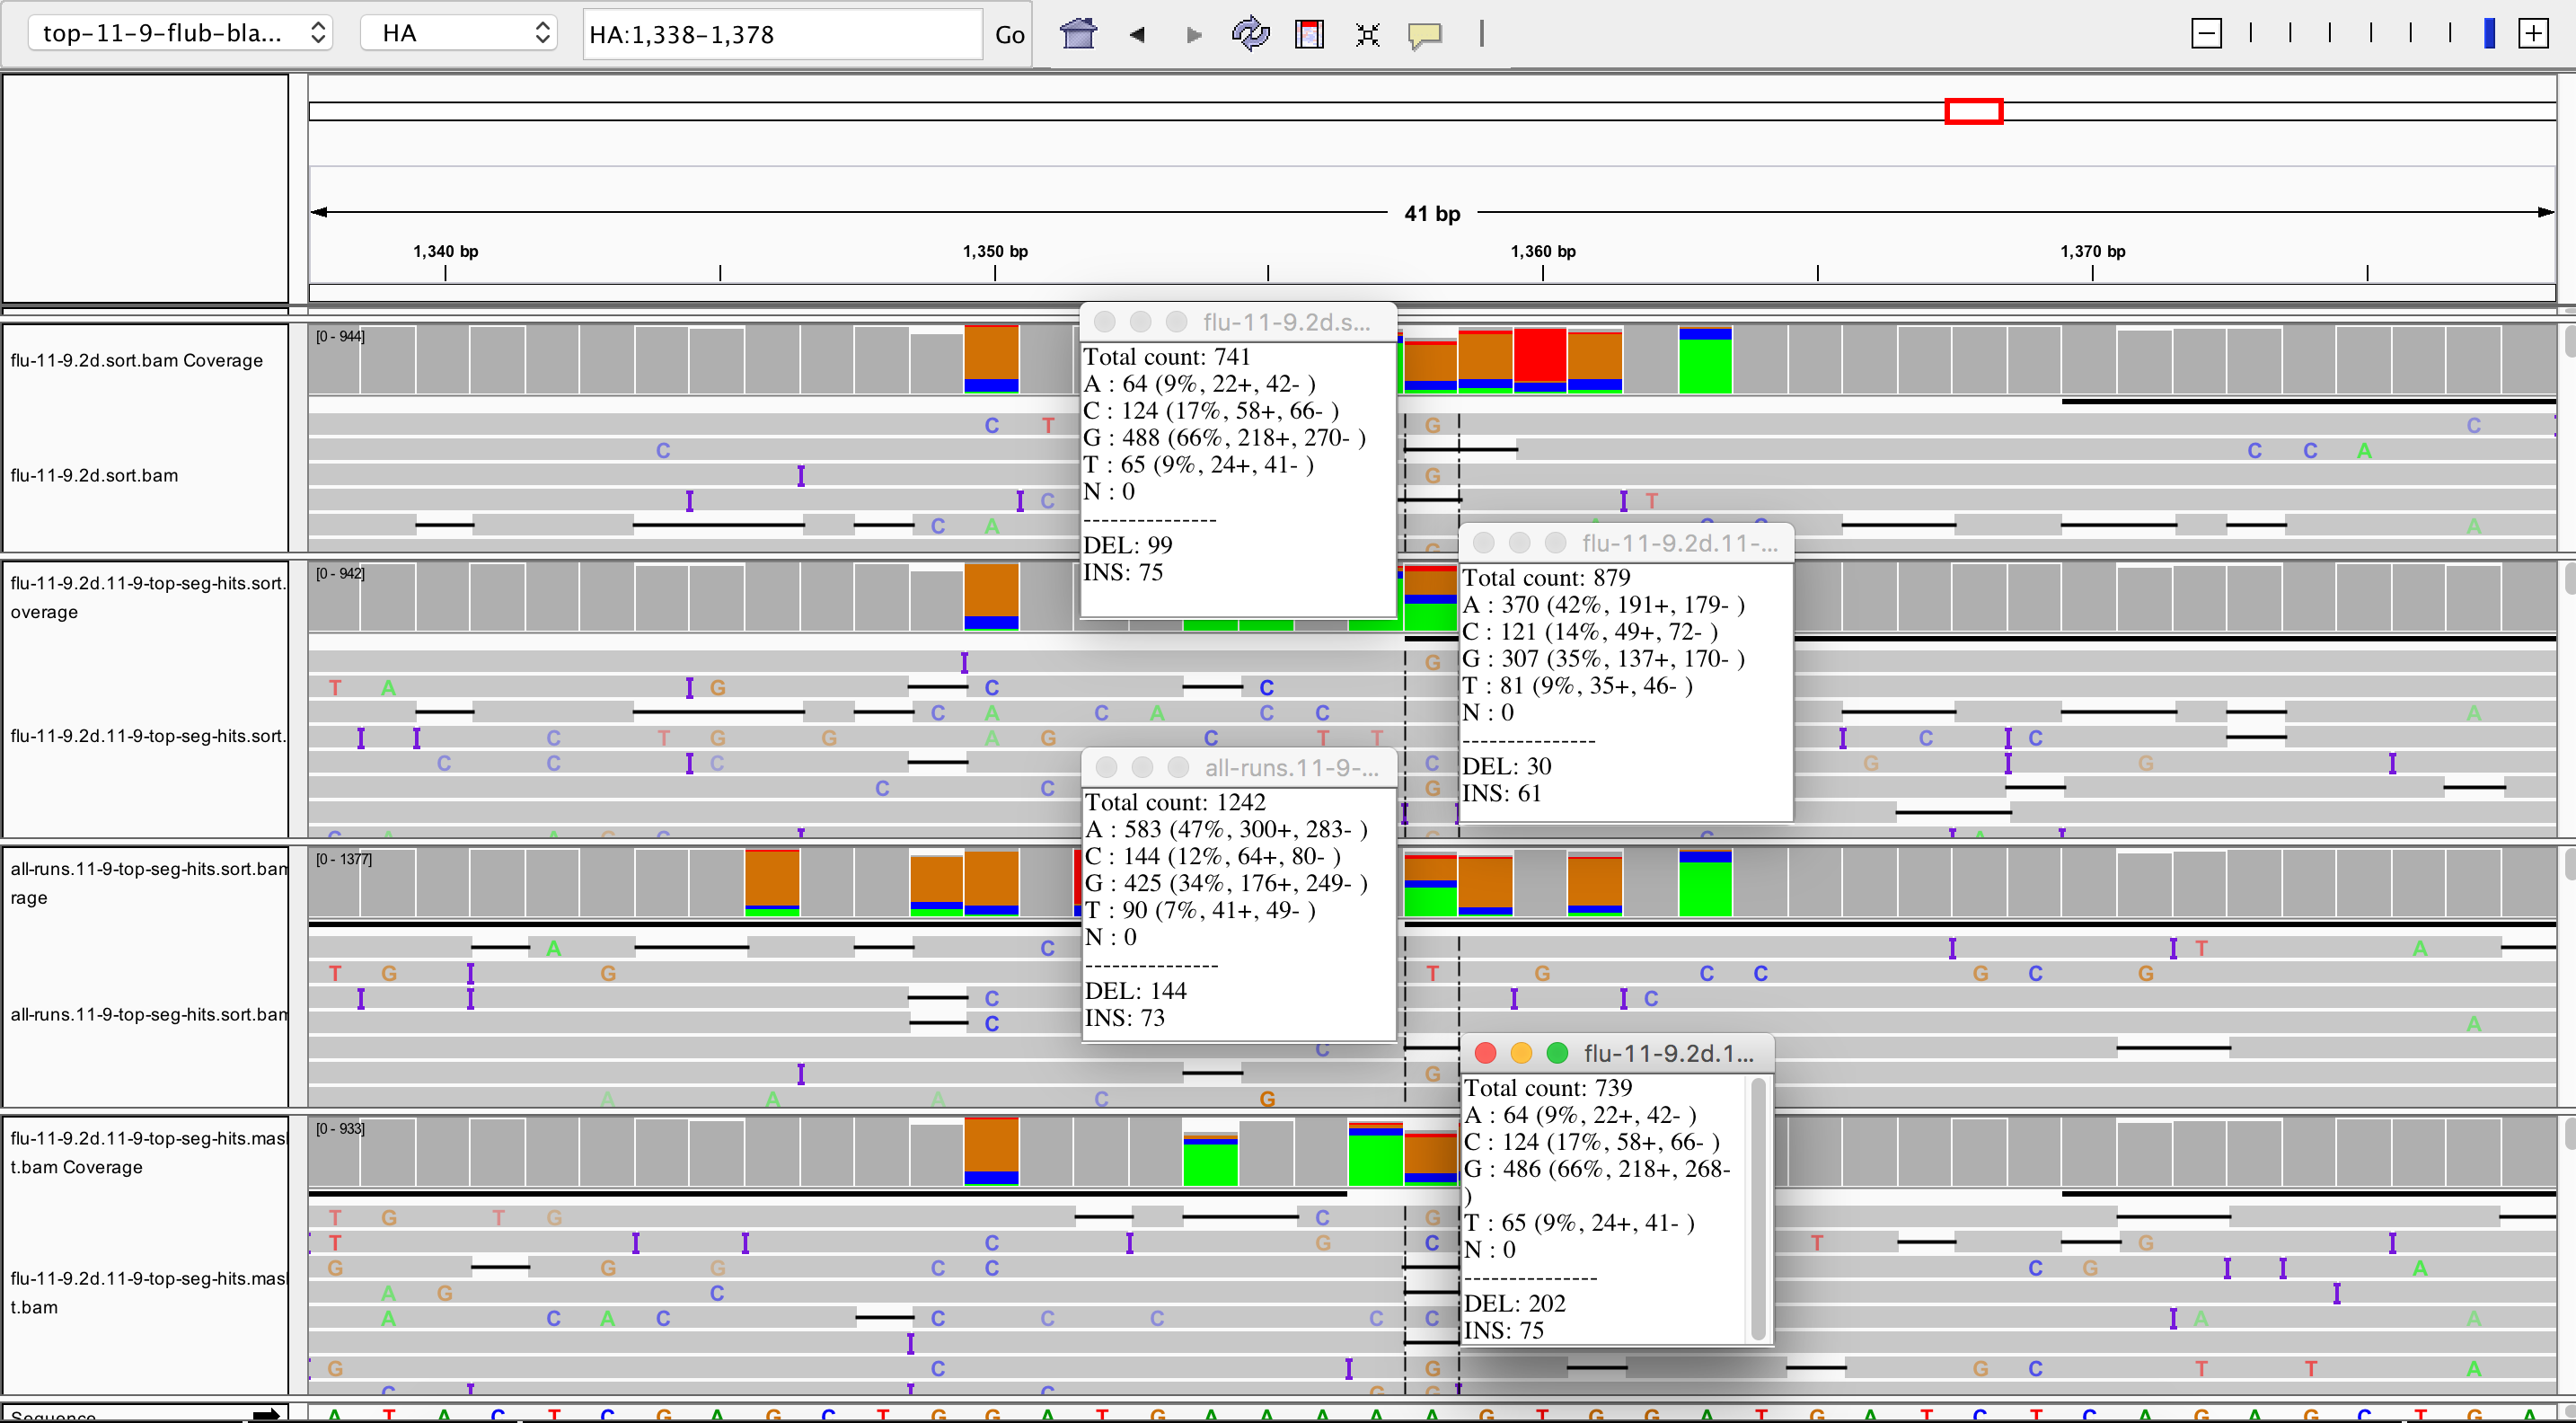 top-11-9-flub-bla...
HA
HA:1,338-1,378
Go
41 bp
1,340 bp
1,350 bp
1,360 bp
1,370 bp
flu-11-9.2d.sort.bam Coverage
[0 - 944]
flu-11-9.2d.sort.bam
flu-11-9.2d.s...
Total count: 741
A : 64 (9%, 22+, 42- )
C : 124 (17%, 58+, 66- )
G : 488 (66%, 218+, 270- )
T : 65 (9%, 24+, 41- )
N : 0
----------------
DEL: 99
INS: 75
flu-11-9.2d.11-9-top-seg-hits.sort.
overage
[0 - 942]
flu-11-9.2d.11-9-top-seg-hits.sort.
flu-11-9.2d.11-...
Total count: 879
A : 370 (42%, 191+, 179- )
C : 121 (14%, 49+, 72- )
G : 307 (35%, 137+, 170- )
T : 81 (9%, 35+, 46- )
N : 0
----------------
DEL: 30
INS: 61
all-runs.11-9-top-seg-hits.sort.bam
rage
[0 - 1377]
all-runs.11-9-top-seg-hits.sort.bam
all-runs.11-9-...
Total count: 1242
A : 583 (47%, 300+, 283- )
C : 144 (12%, 64+, 80- )
G : 425 (34%, 176+, 249- )
T : 90 (7%, 41+, 49- )
N : 0
----------------
DEL: 144
INS: 73
flu-11-9.2d.11-9-top-seg-hits.mas
t.bam Coverage
[0 - 933]
flu-11-9.2d.11-9-top-seg-hits.mas
t.bam
flu-11-9.2d.1...
Total count: 739
A : 64 (9%, 22+, 42- )
C : 124 (17%, 58+, 66- )
G : 486 (66%, 218+, 268-
)
T : 65 (9%, 24+, 41- )
N : 0
----------------
DEL: 202
INS: 75
Sequence
A T A C T C G A G C T G G A T G A A A A A G T G G A T G A T C T C A G A G C T G A